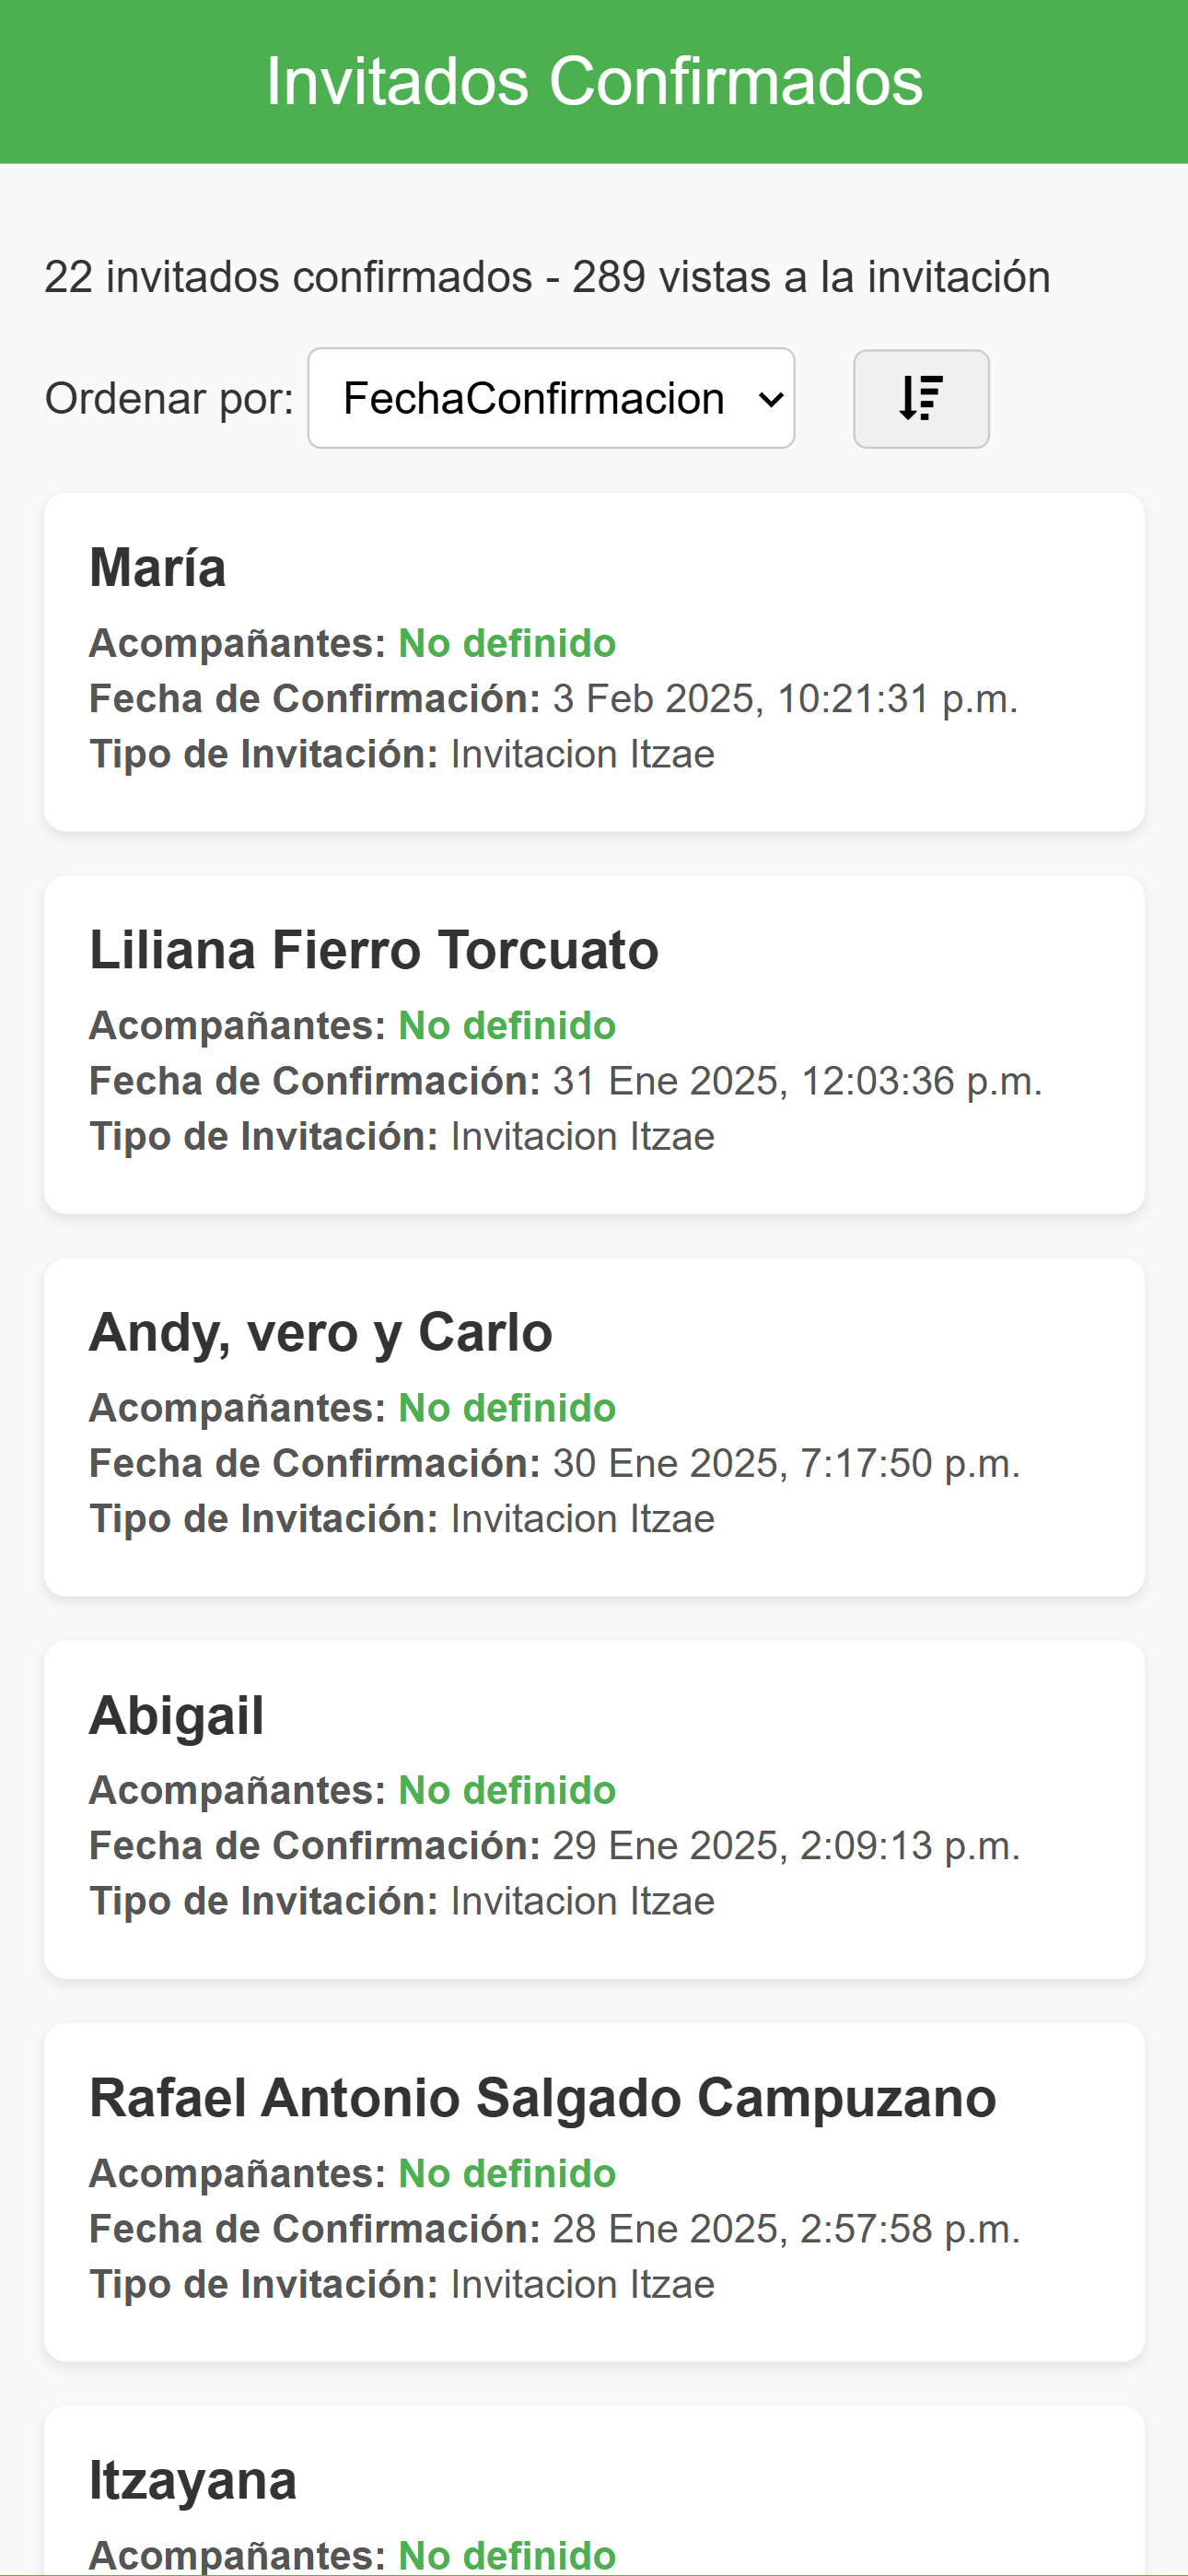 Invitados Confirmados
22 invitados confirmados - 289 vistas a la invitación
Ordenar por: FechaConfirmacion
María
Acompañantes: No definido
Fecha de Confirmación: 3 Feb 2025, 10:21:31 p.m.
Tipo de Invitación: Invitacion Itzae
Liliana Fierro Torcuato
Acompañantes: No definido
Fecha de Confirmación: 31 Ene 2025, 12:03:36 p.m.
Tipo de Invitación: Invitacion Itzae
Andy, vero y Carlo
Acompañantes: No definido
Fecha de Confirmación: 30 Ene 2025, 7:17:50 p.m.
Tipo de Invitación: Invitacion Itzae
Abigail
Acompañantes: No definido
Fecha de Confirmación: 29 Ene 2025, 2:09:13 p.m.
Tipo de Invitación: Invitacion Itzae
Rafael Antonio Salgado Campuzano
Acompañantes: No definido
Fecha de Confirmación: 28 Ene 2025, 2:57:58 p.m.
Tipo de Invitación: Invitacion Itzae
Itzayana
Acompañantes: No definido